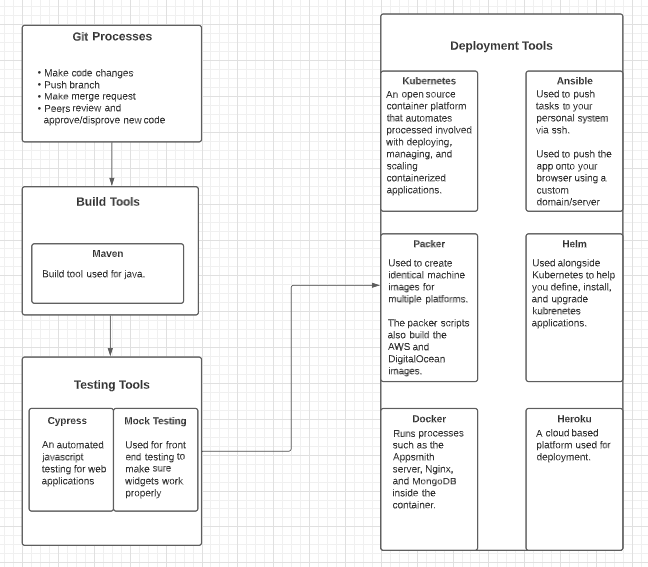 Git Processes
• Make code changes
• Push branch
• Make merge request
• Peers review and
approve/disprove new code
Build Tools
Maven
Build tool used for java.
Testing Tools
Cypress
An automated
javascript
testing for web
applications
Mock Testing
Used for front
end testing to
make sure
widgets work
properly
Deployment Tools
Kubernetes
An open source
container platform
that automates
processed involved
with deploying,
managing, and
scaling
containerized
applications.
Ansible
Used to push
tasks to your
personal system
via ssh.
Used to push the
app onto your
browser using a
custom
domain/server
Packer
Used to create
identical machine
images for
multiple platforms.
The packer scripts
also build the
AWS and
DigitalOcean
images.
Helm
Used alongside
Kubernetes to help
you define, install,
and upgrade
kubrenetes
applications.
Docker
Runs processes
such as the
Appsmith
server, Nginx,
and MongoDB
inside the
container.
Heroku
A cloud based
platform used for
deployment.